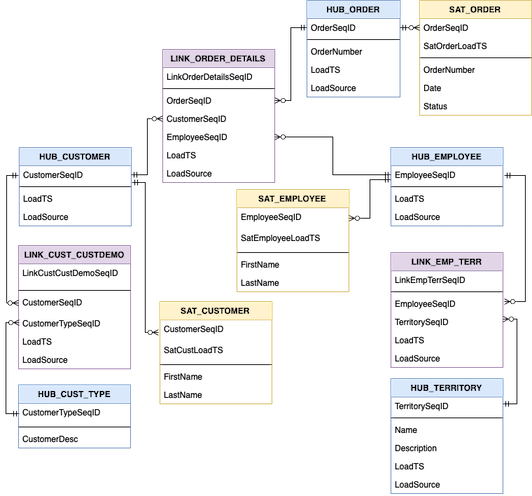 HUB_ORDER
OrderSeqID
OrderNumber
LoadTS
LoadSource
SAT_ORDER
OrderSeqID
SatOrderLoadTS
OrderNumber
Date
Status
LINK_ORDER_DETAILS
LinkOrderDetailsSeqID
OrderSeqID
CustomerSeqID
EmployeeSeqID
LoadTS
LoadSource
HUB_CUSTOMER
CustomerSeqID
LoadTS
LoadSource
HUB_EMPLOYEE
EmployeeSeqID
LoadTS
LoadSource
SAT_EMPLOYEE
EmployeeSeqID
SatEmployeeLoadTS
FirstName
LastName
LINK_CUST_CUSTDEMO
LinkCustCustDemoSeqID
CustomerSeqID
CustomerTypeSeqID
LoadTS
LoadSource
LINK_EMP_TERR
LinkEmpTerrSeqID
EmployeeSeqID
TerritorySeqID
LoadTS
LoadSource
SAT_CUSTOMER
CustomerSeqID
SatCustLoadTS
FirstName
LastName
HUB_CUST_TYPE
CustomerTypeSeqID
CustomerDesc
HUB_TERRITORY
TerritorySeqID
Name
Description
LoadTS
LoadSource